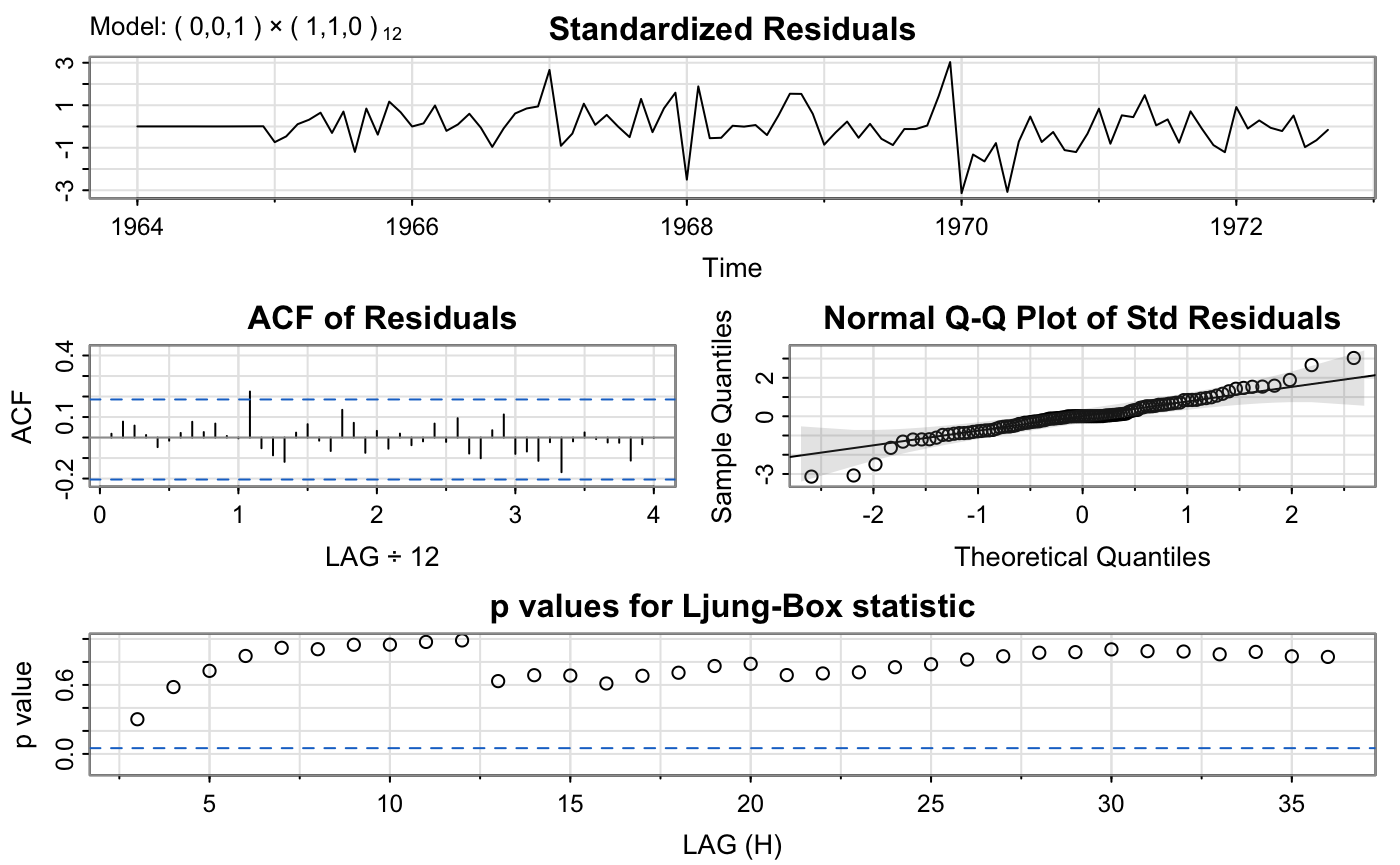 Model: ( 0,0,1 ) × ( 1,1,0 ) 12
Standardized Residuals
3
1
-1
-3
1964 1966 1968 1970 1972
Time
ACF of Residuals
ACF
0.4
0.1
-0.2
0 1 2 3 4
LAG ÷ 12
Normal Q-Q Plot of Std Residuals
Sample Quantiles
2
0
-3
-2 -1 0 1 2
Theoretical Quantiles
p values for Ljung-Box statistic
p value
0.6
0.0
5 10 15 20 25 30 35
LAG (H)